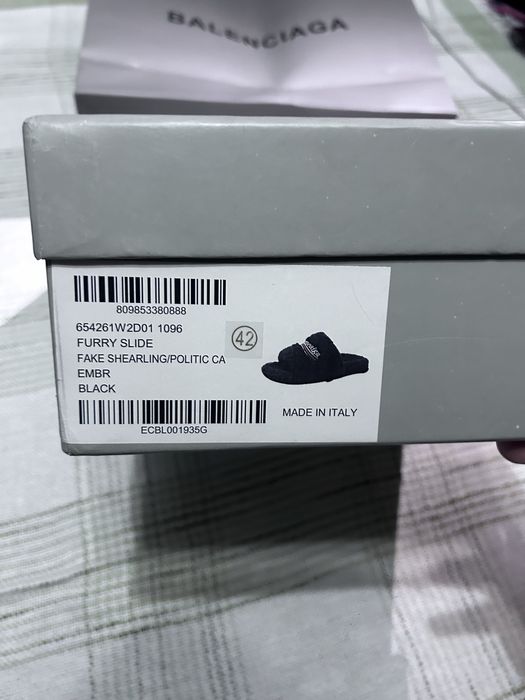 BALENCIAGA
809853380888
654261W2D01 1096
FURRY SLIDE
FAKE SHEARLING/POLITIC CA
EMBR
BLACK
42
ECBL001935G
MADE IN ITALY